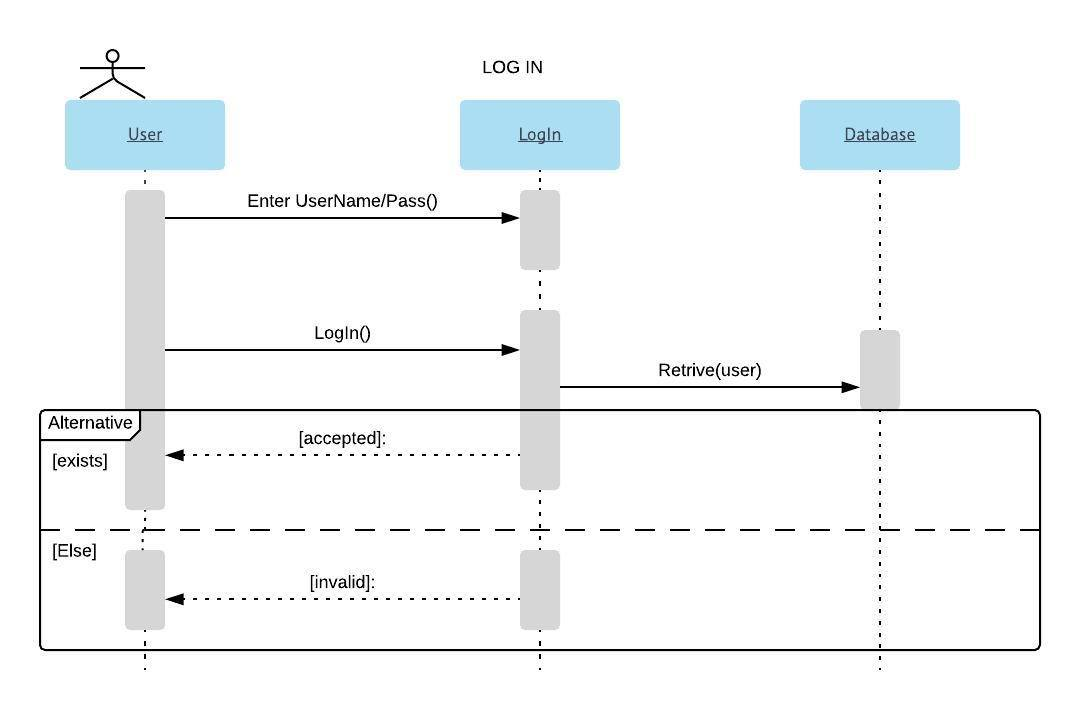 LOG IN
User
LogIn
Database
Enter UserName/Pass()
LogIn()
Retrive(user)
Alternative
[accepted]:
[exists]
[Else]
[invalid]: